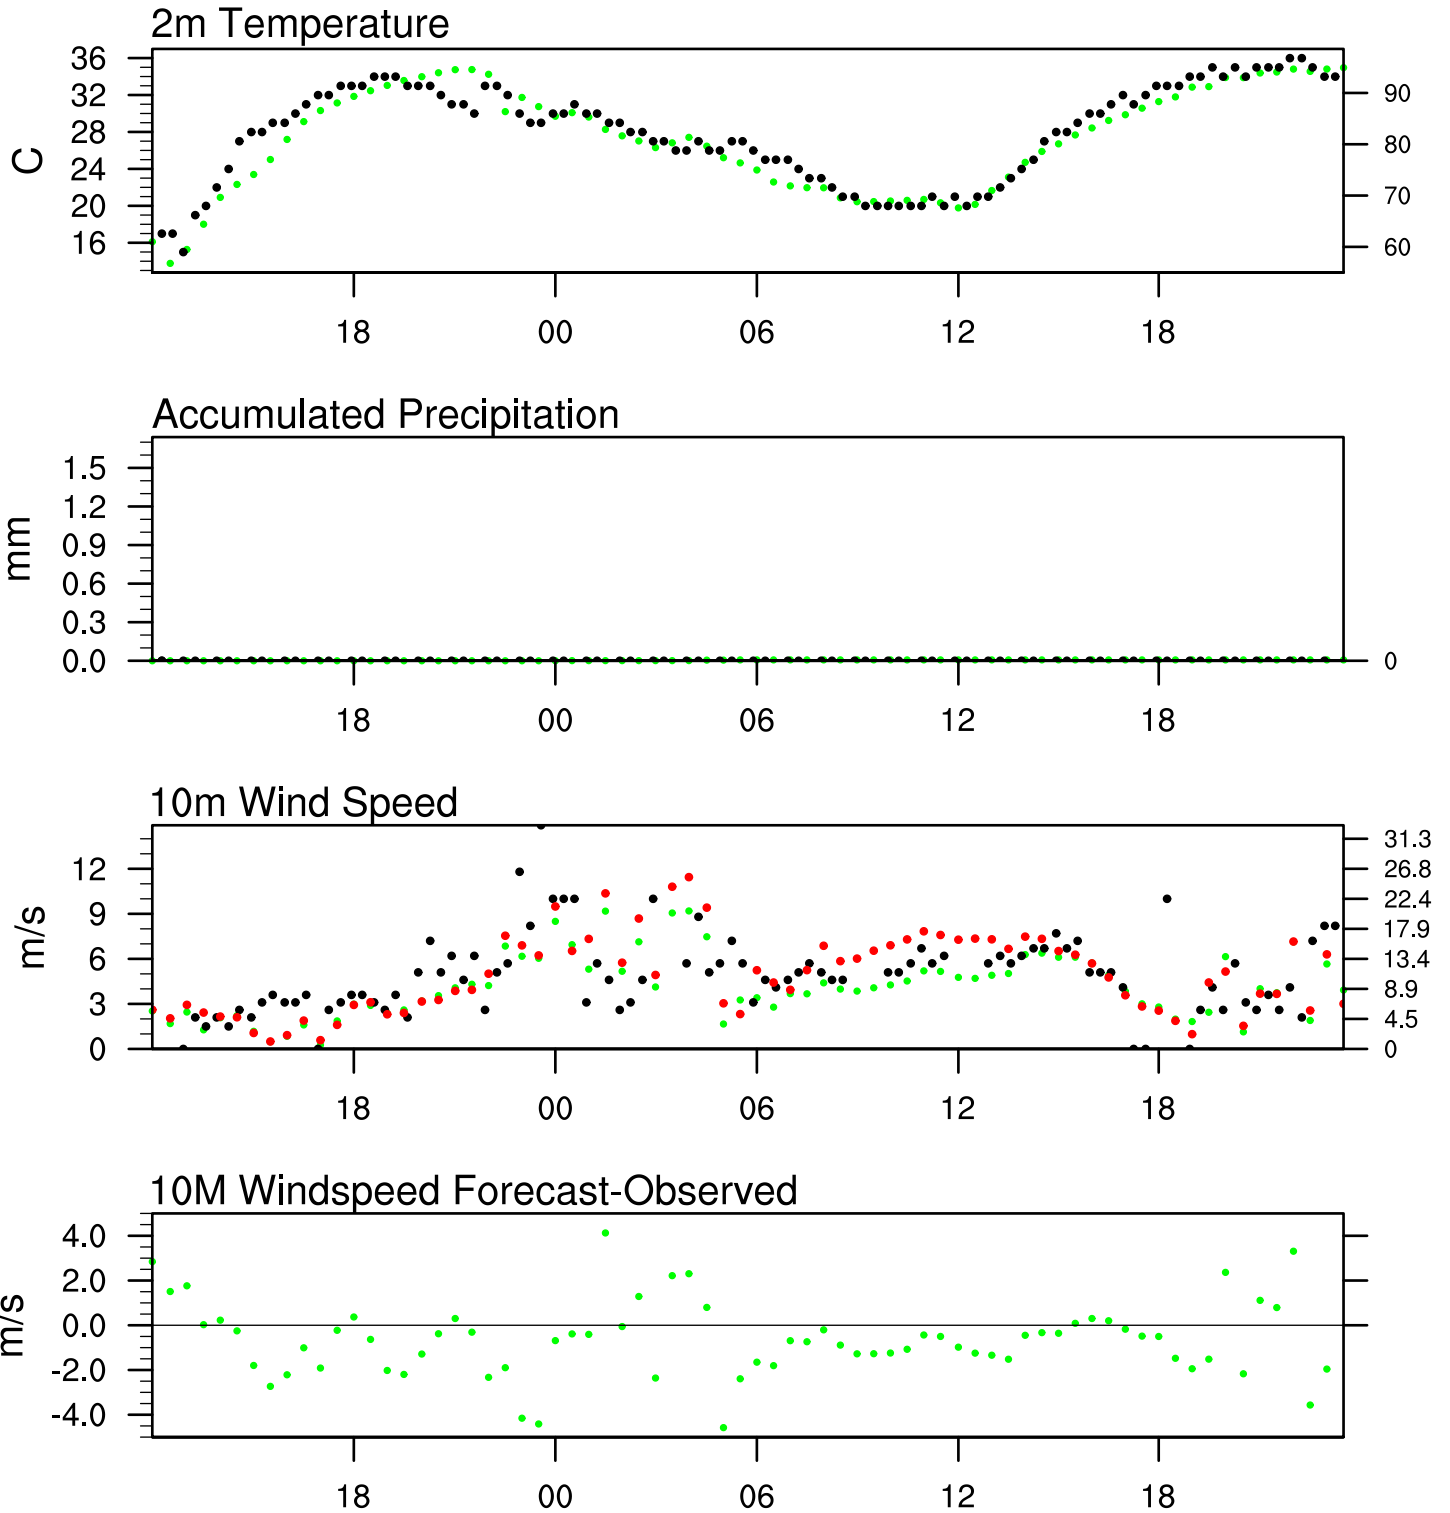 2m Temperature
C
36
32
28
24
20
16
90
80
70
60
18 00 06 12 18
Accumulated Precipitation
mm
1.5
1.2
0.9
0.6
0.3
0.0
0
18 00 06 12 18
10m Wind Speed
m/s
12
9
6
3
0
31.3
26.8
22.4
17.9
13.4
8.9
4.5
0
18 00 06 12 18
10M Windspeed Forecast-Observed
m/s
4.0
2.0
0.0
-2.0
-4.0
18 00 06 12 18